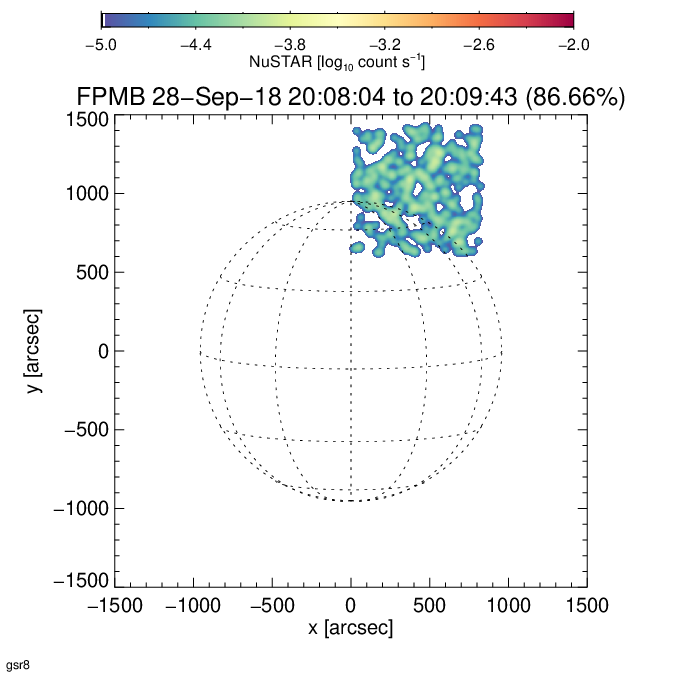 −5.0 −4.4 −3.8 −3.2 −2.6 −2.0
NuSTAR [log10 count s−1]
FPMB 28−Sep−18 20:08:04 to 20:09:43 (86.66%)
1500
1000
500
0
−500
−1000
−1500
y [arcsec]
−1500 −1000 −500 0 500 1000 1500
x [arcsec]
gsr8